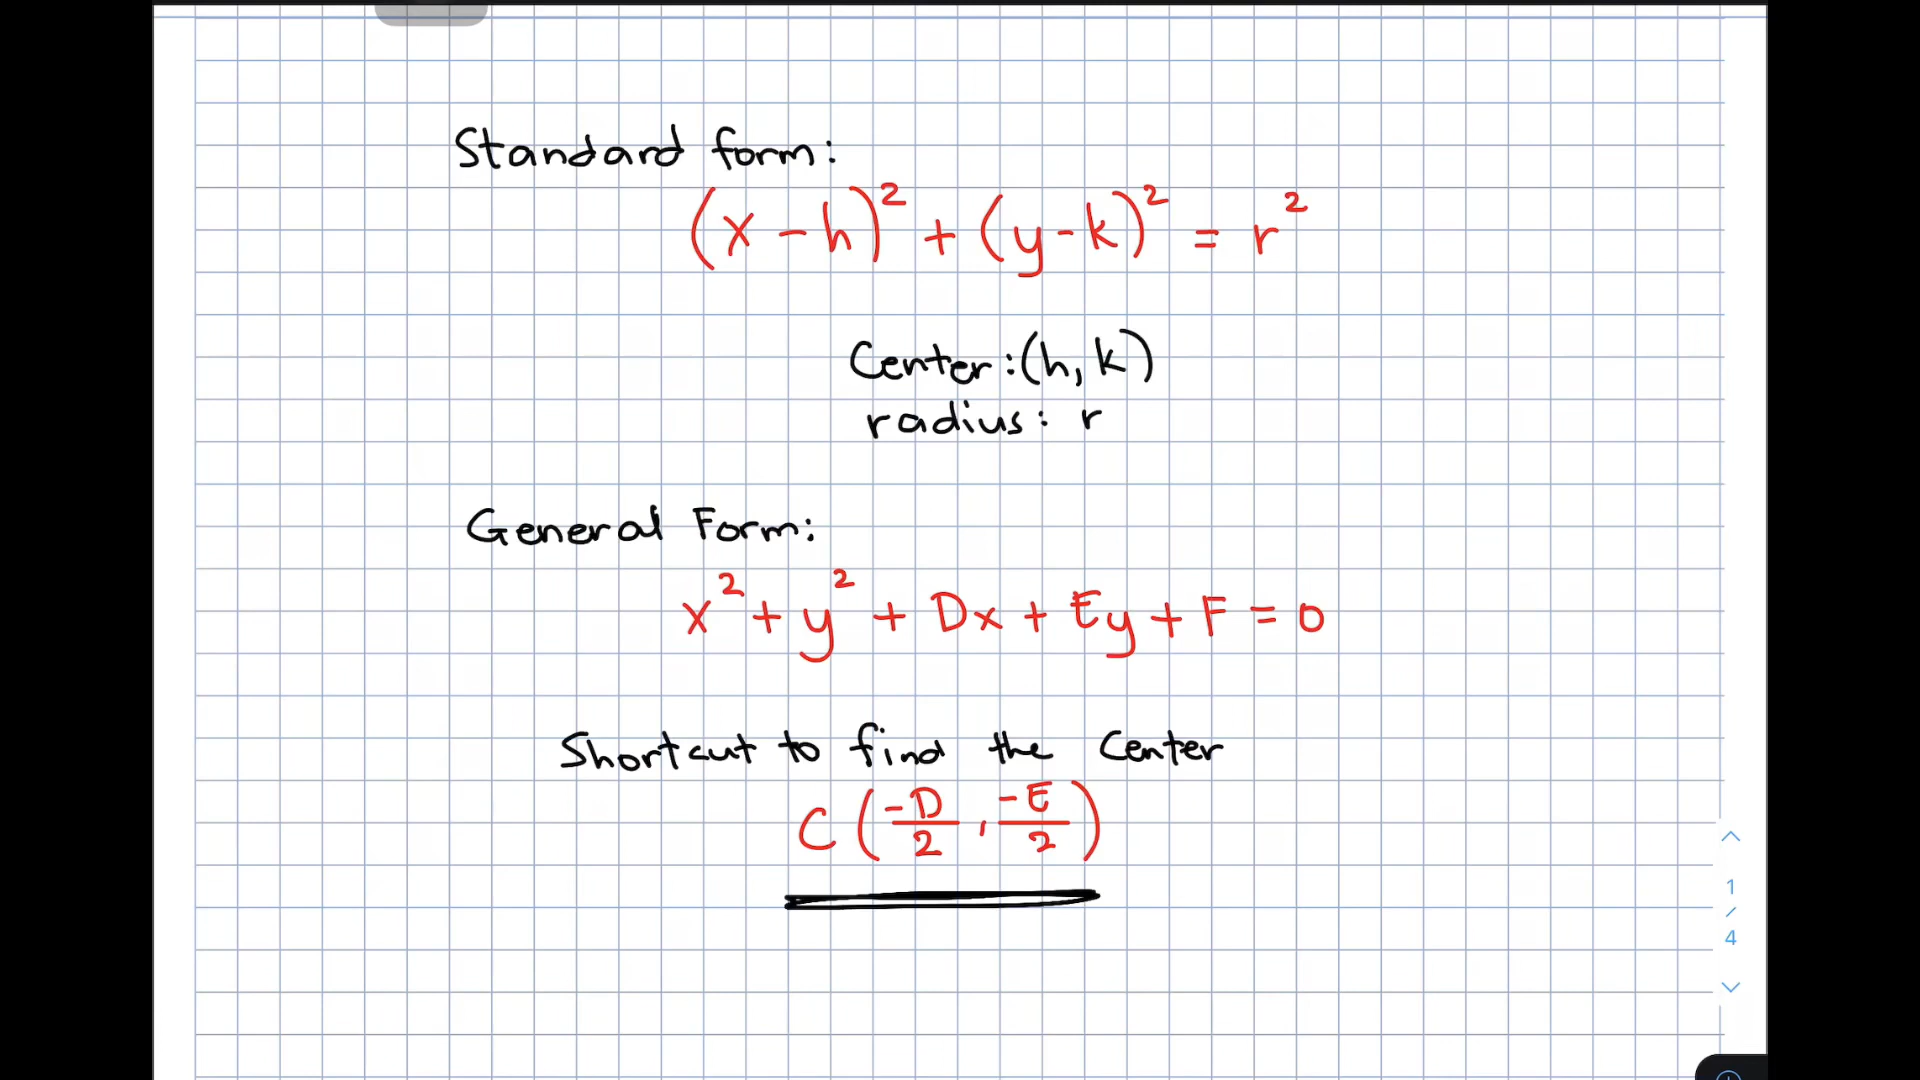 Standard form:
(x - h)² + (y - k)² = r²
Center: (h, k)
radius: r
General Form:
x² + y² + Dx + Ey + F = 0
Shortcut to find the Center
C (-D/2, -E/2)
1
/
4